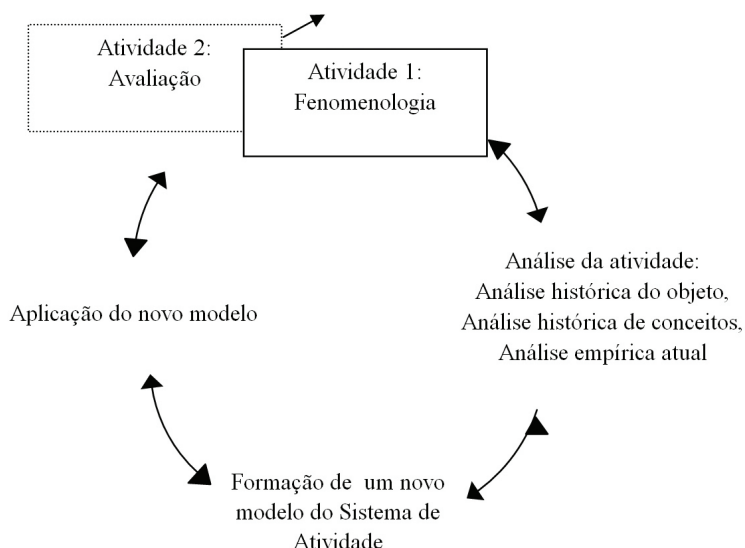 Atividade 2:
Avaliação
Atividade 1:
Fenomenologia
Análise da atividade:
Análise histórica do objeto,
Análise histórica de conceitos,
Análise empírica atual
Aplicação do novo modelo
Formação de um novo
modelo do Sistema de
Atividade